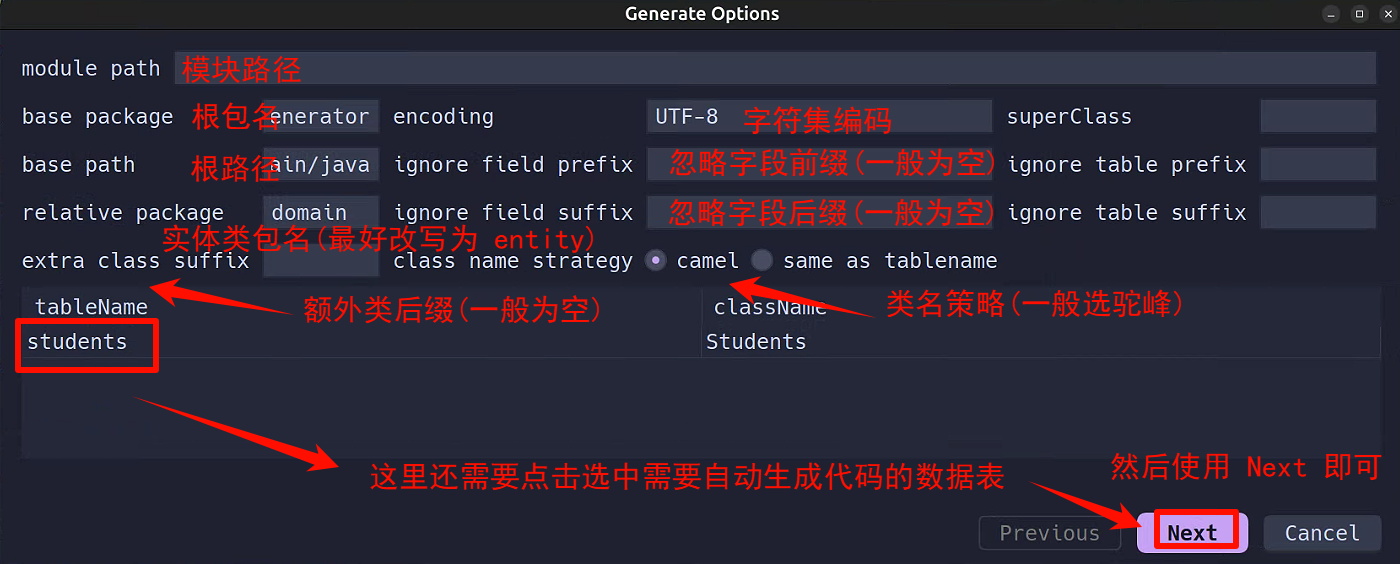 Generate Options
module path 模块路径
base package 根包名 enerator encoding UTF-8 字符集编码 superClass
base path 根路径 ain/java ignore field prefix 忽略字段前缀(一般为空) ignore table prefix
relative package domain ignore field suffix 忽略字段后缀(一般为空) ignore table suffix
实体类包名(最好改写为 entity)
extra class suffix class name strategy camel same as tablename
额外类后缀(一般为空) 类名策略(一般选驼峰)
tableName className
students Students
这里还需要点击选中需要自动生成代码的数据表
然后使用 Next 即可
Previous Next Cancel